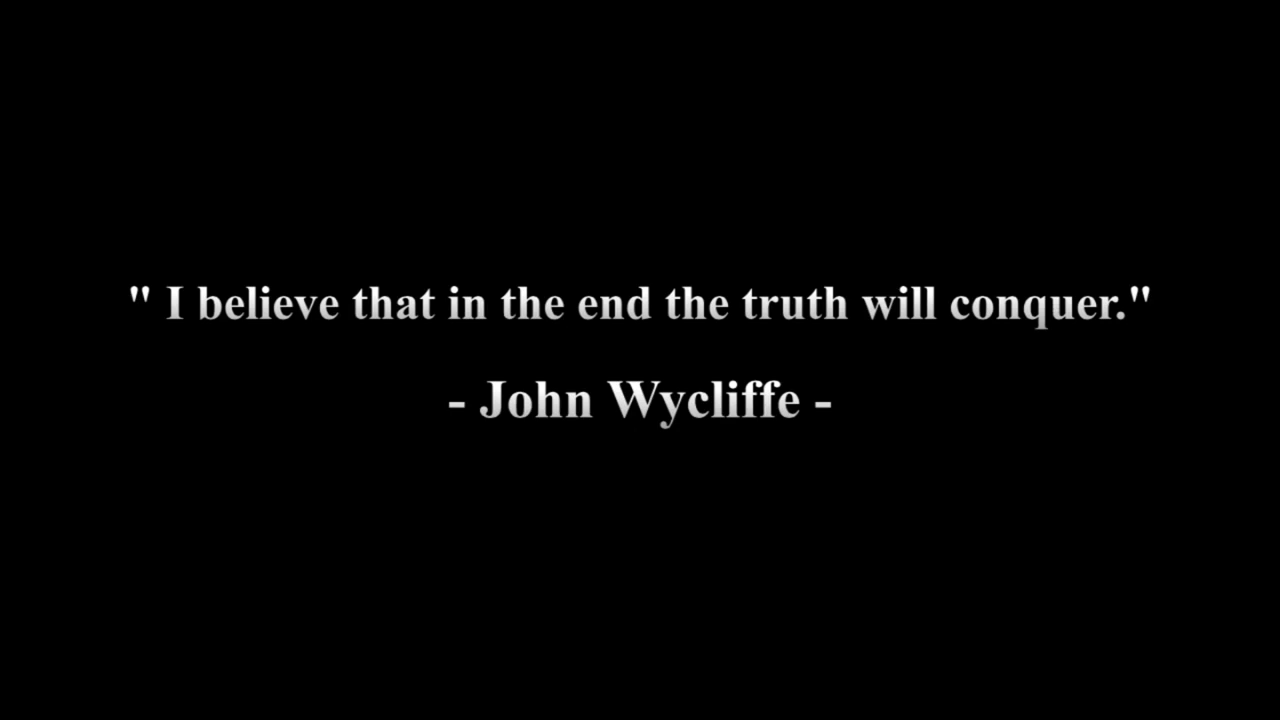 " I believe that in the end the truth will conquer."
- John Wycliffe -